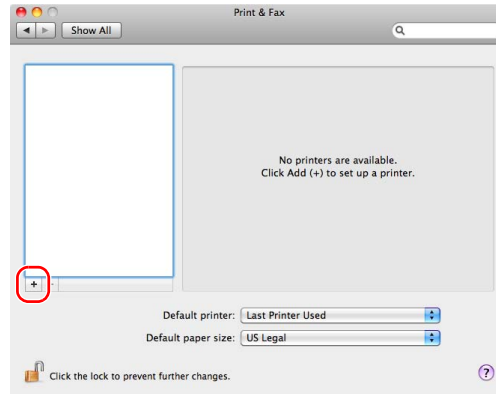 Print & Fax
Show All
No printers are available.
Click Add (+) to set up a printer.
+ -
Default printer: Last Printer Used
Default paper size: US Legal
Click the lock to prevent further changes.
?